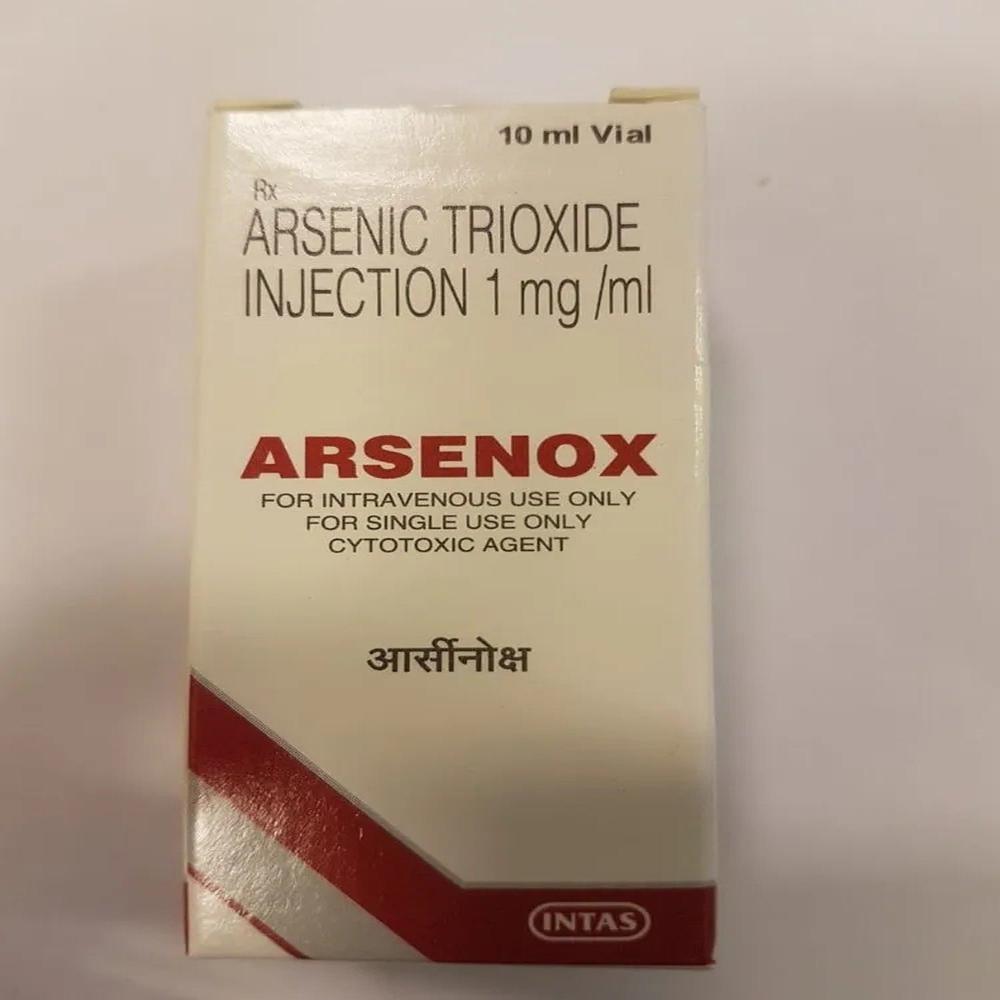 10 ml Vial
Rx
ARSENIC TRIOXIDE
INJECTION 1 mg /ml
ARSENOX
FOR INTRAVENOUS USE ONLY
FOR SINGLE USE ONLY
CYTOTOXIC AGENT
आर्सीनोक्ष
INTAS